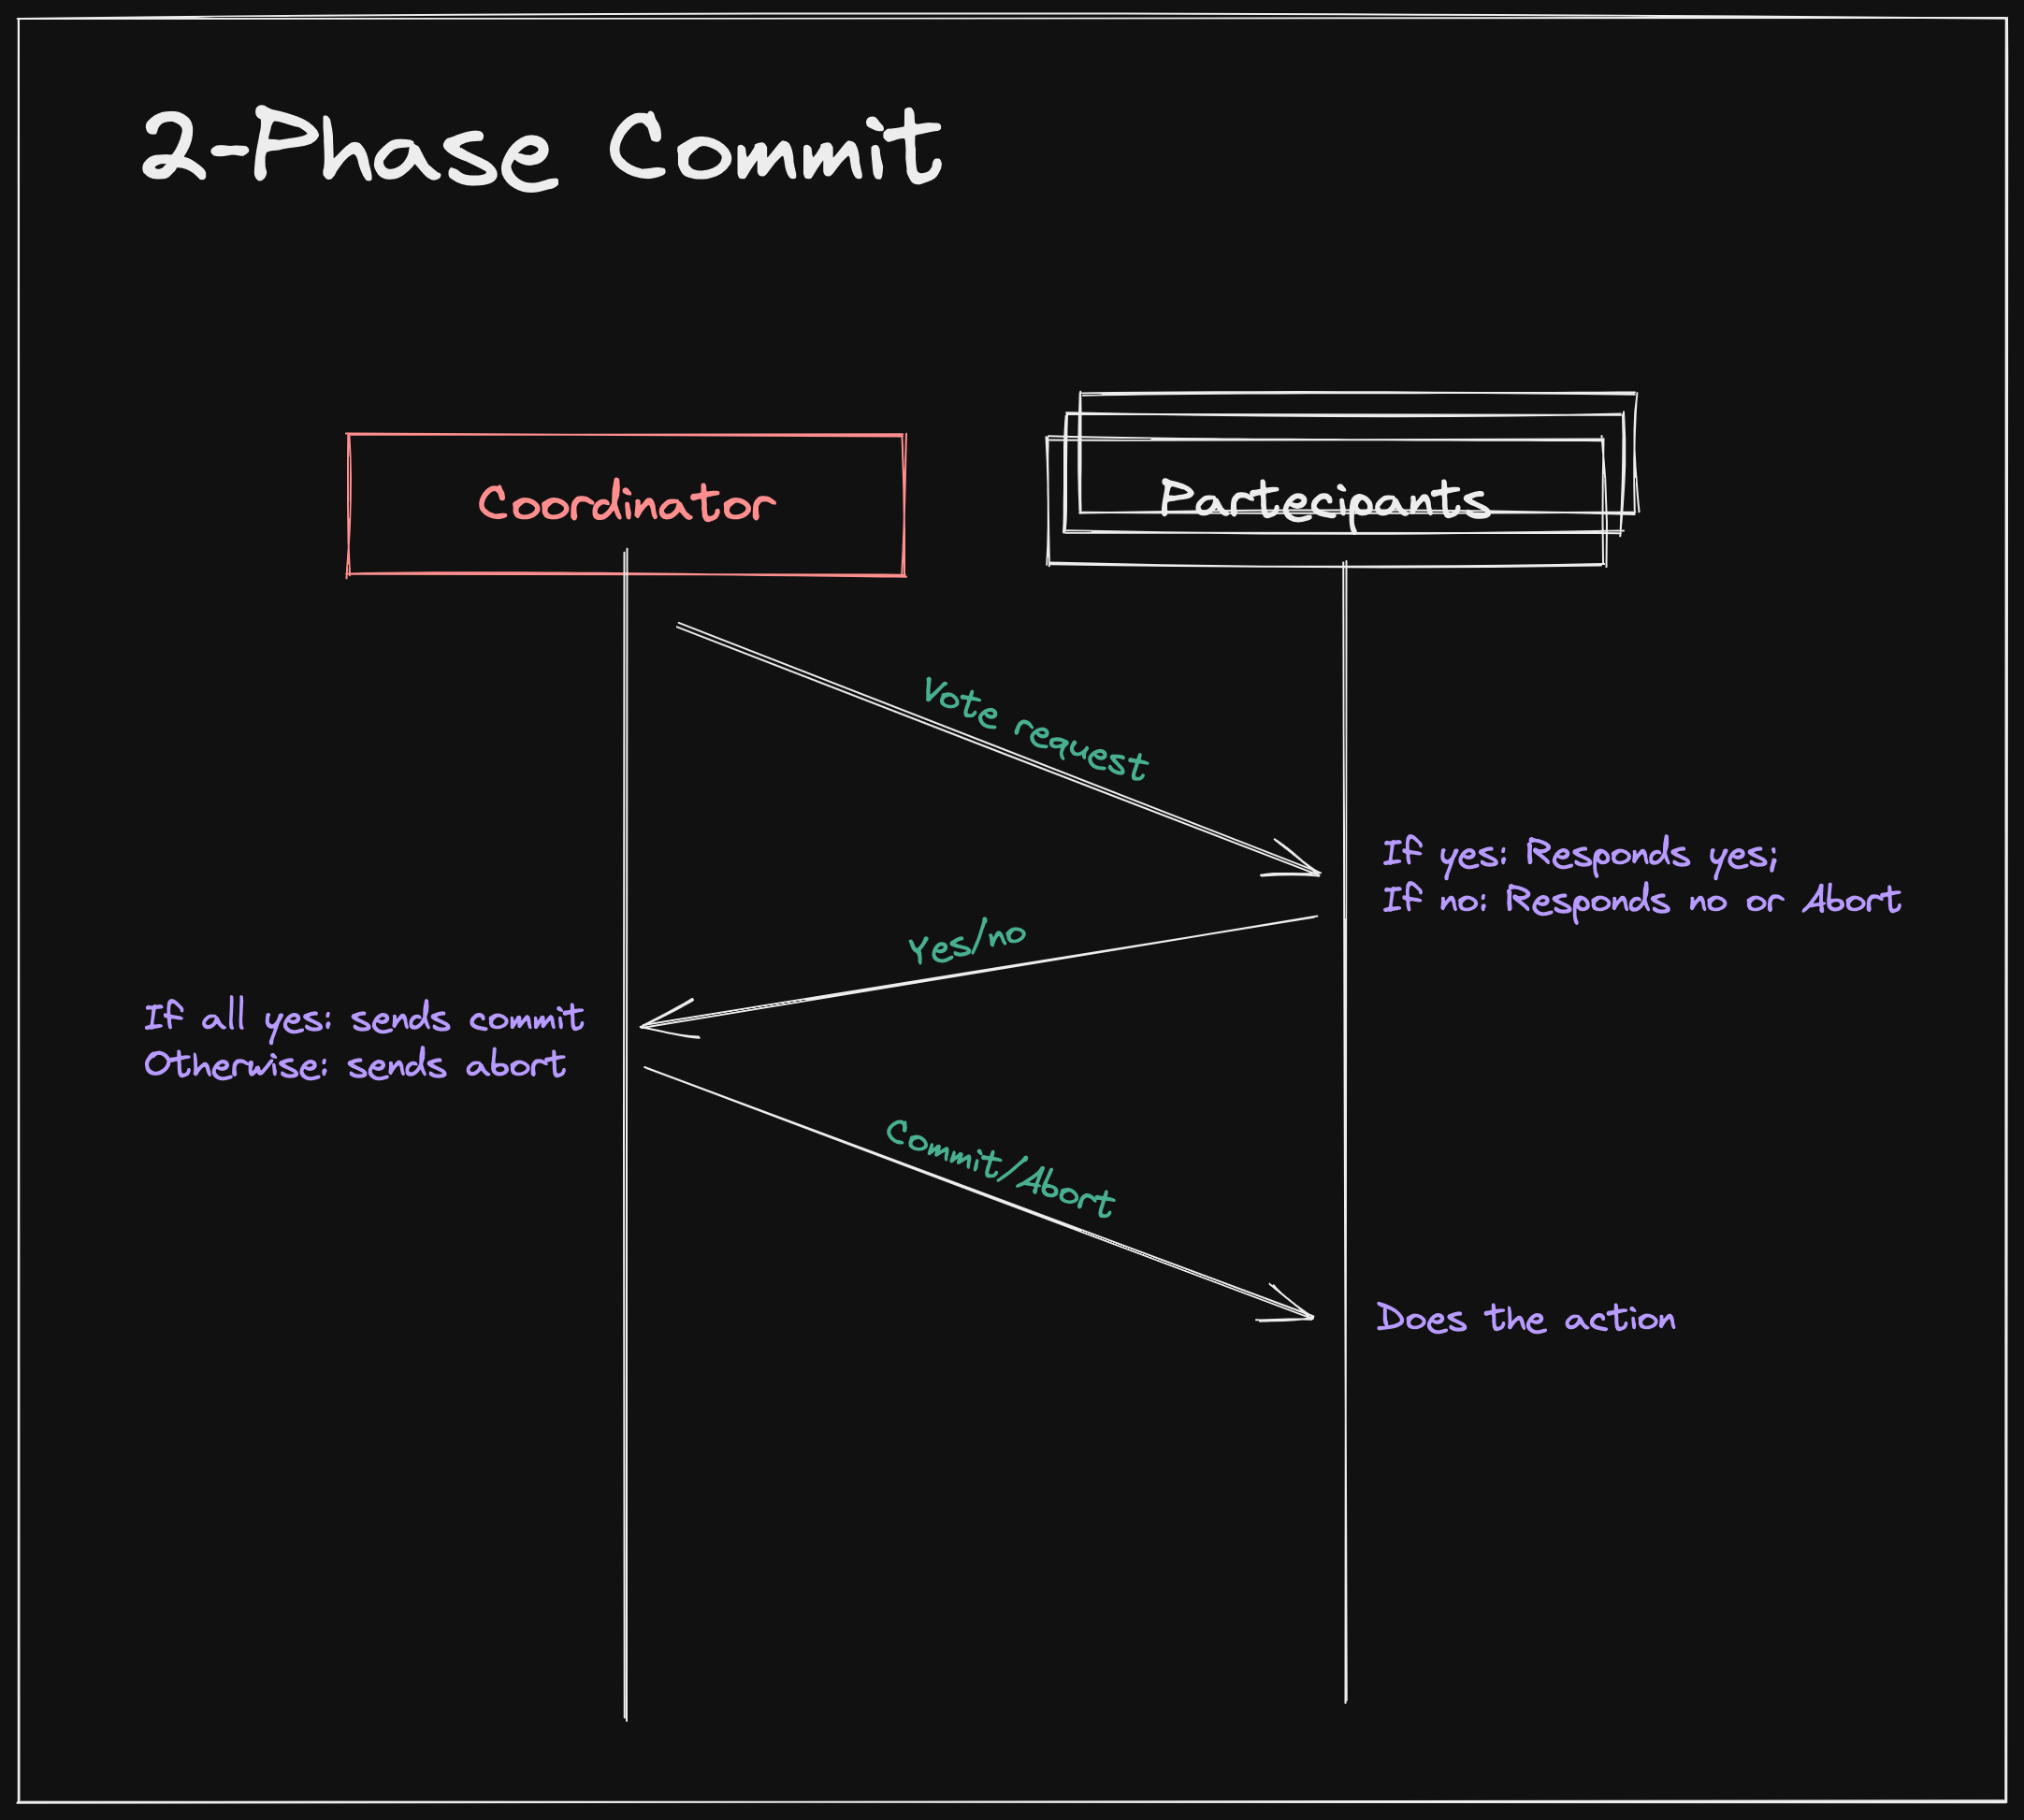 2-Phase Commit
Coordinator
Partecipants
Vote request
If yes: Responds yes;
If no: Responds no or Abort
Yes/no
If all yes: sends commit
Otherwise: sends abort
Commit/Abort
Does the action